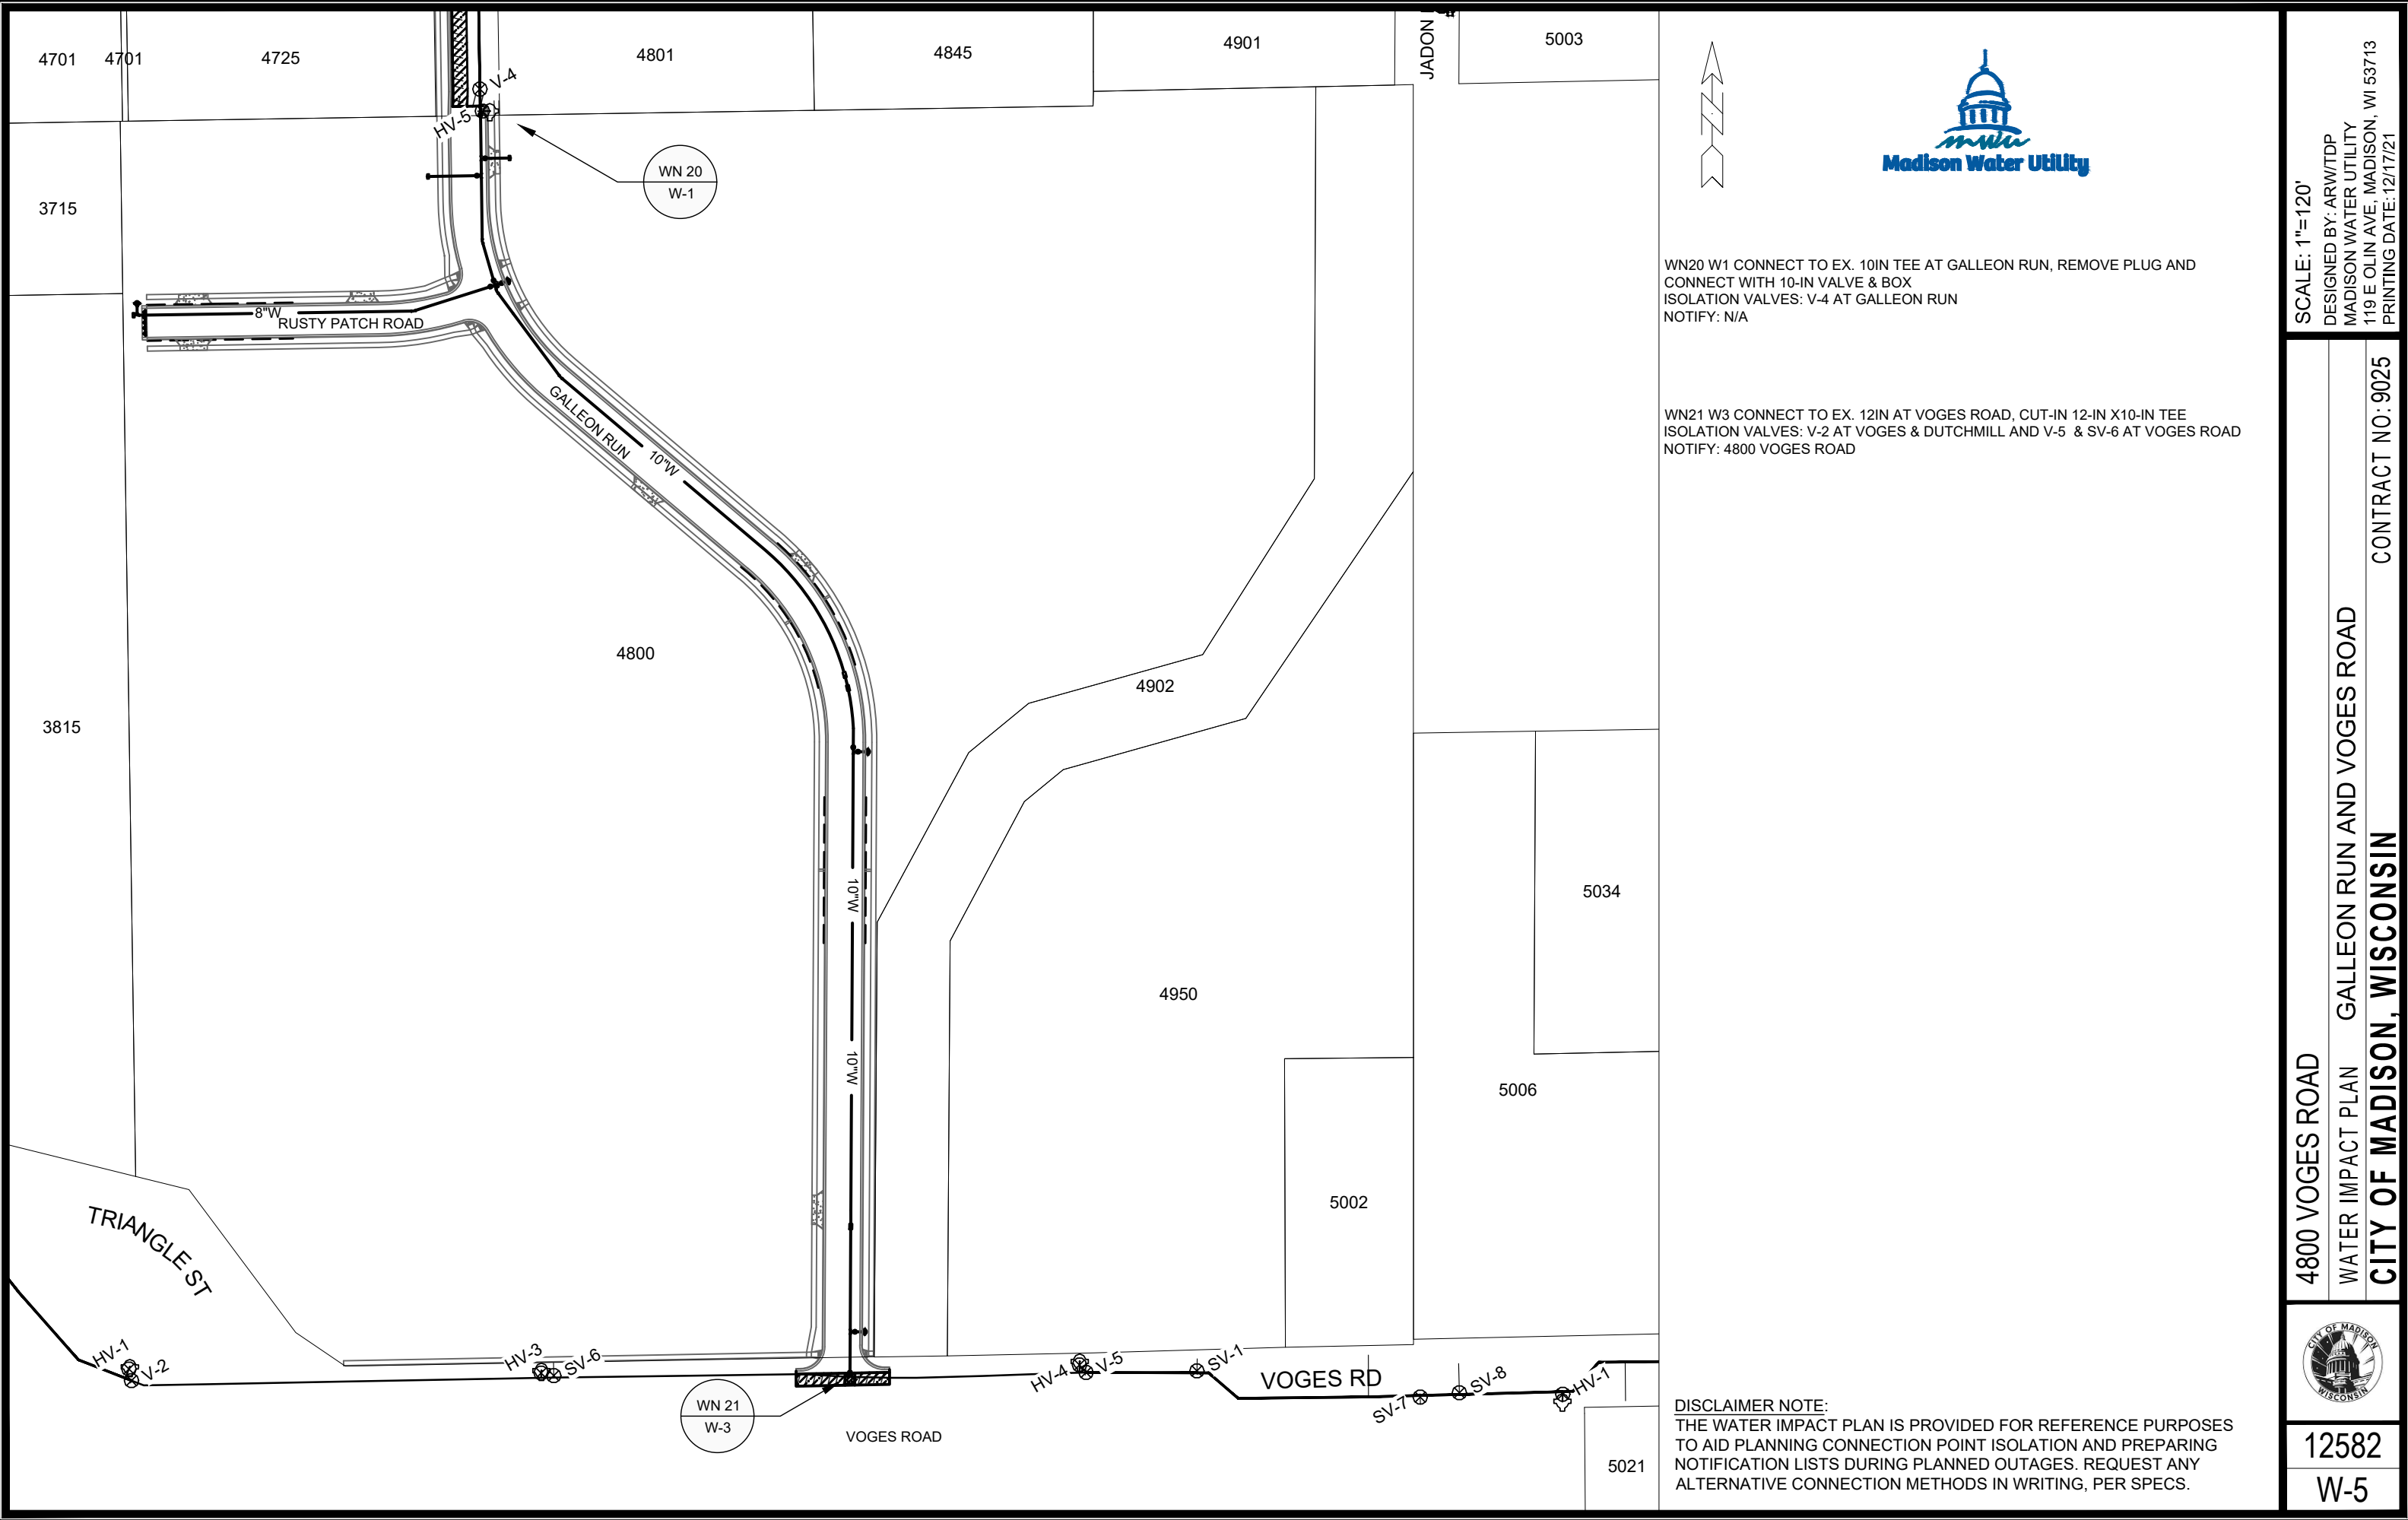 4701
4701
4725
4801
4845
4901
JADON
5003
V-4
HV-5
WN 20
W-1
3715
8"W
RUSTY PATCH ROAD
GALLEON RUN
10"W
4800
4902
3815
10"W
5034
4950
10"W
5006
5002
TRIANGLE ST
HV-1
V-2
HV-3
SV-6
HV-4
V-5
SV-1
VOGES RD
SV-7
SV-8
HV-1
WN 21
W-3
VOGES ROAD
5021
N
Madison Water Utility
WN20 W1 CONNECT TO EX. 10IN TEE AT GALLEON RUN, REMOVE PLUG AND
CONNECT WITH 10-IN VALVE & BOX
ISOLATION VALVES: V-4 AT GALLEON RUN
NOTIFY: N/A
WN21 W3 CONNECT TO EX. 12IN AT VOGES ROAD, CUT-IN 12-IN X10-IN TEE
ISOLATION VALVES: V-2 AT VOGES & DUTCHMILL AND V-5 & SV-6 AT VOGES ROAD
NOTIFY: 4800 VOGES ROAD
DISCLAIMER NOTE:
THE WATER IMPACT PLAN IS PROVIDED FOR REFERENCE PURPOSES
TO AID PLANNING CONNECTION POINT ISOLATION AND PREPARING
NOTIFICATION LISTS DURING PLANNED OUTAGES. REQUEST ANY
ALTERNATIVE CONNECTION METHODS IN WRITING, PER SPECS.
SCALE: 1"=120'
DESIGNED BY: ARW/TDP
MADISON WATER UTILITY
119 E OLIN AVE, MADISON, WI 53713
PRINTING DATE:12/17/21
4800 VOGES ROAD
WATER IMPACT PLAN GALLEON RUN AND VOGES ROAD
CITY OF MADISON, WISCONSIN CONTRACT NO: 9025
CITY OF MADISON
WISCONSIN
12582
W-5